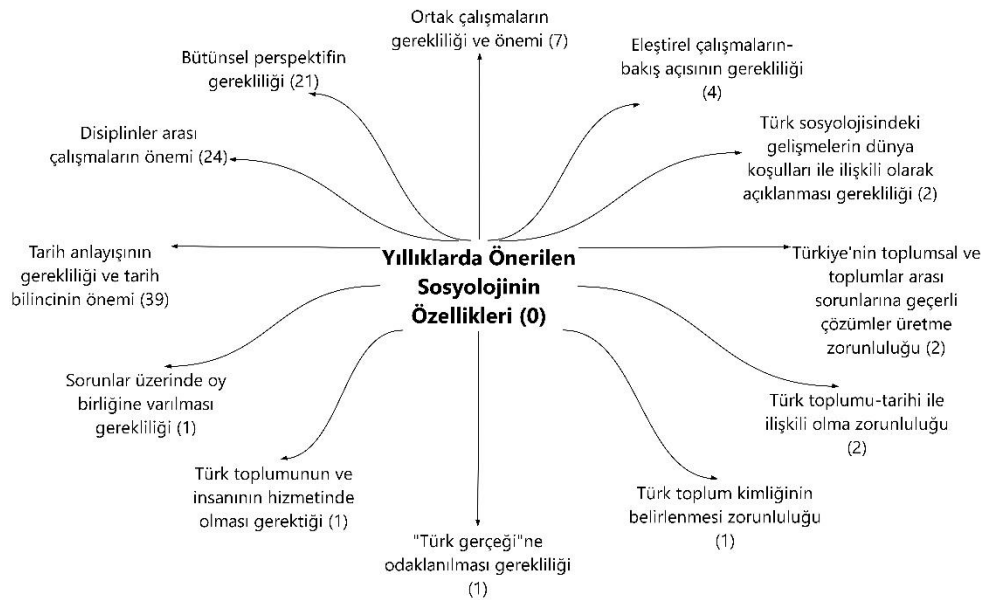 Ortak çalışmaların
gerekliliği ve önemi (7)
Eleştirel çalışmaların-
bakış açısının gerekliliği
(4)
Bütünsel perspektifin
gerekliliği (21)
Türk sosyolojisindeki
gelişmelerin dünya
koşulları ile ilişkili olarak
açıklanması gerekliliği (2)
Disiplinler arası
çalışmaların önemi (24)
Yıllıklarda Önerilen
Sosyolojinin
Özellikleri (0)
Tarih anlayışının
gerekliliği ve tarih
bilincinin önemi (39)
Türkiye'nin toplumsal ve
toplumlar arası
sorunlarına geçerli
çözümler üretme
zorunluluğu (2)
Sorunlar üzerinde oy
birliğine varılması
gerekliliği (1)
Türk toplumu-tarihi ile
ilişkili olma zorunluluğu
(2)
Türk toplumunun ve
insanının hizmetinde
olması gerektiği (1)
Türk toplum kimliğinin
belirlenmesi zorunluluğu
(1)
"Türk gerçeği"ne
odaklanılması gerekliliği
(1)